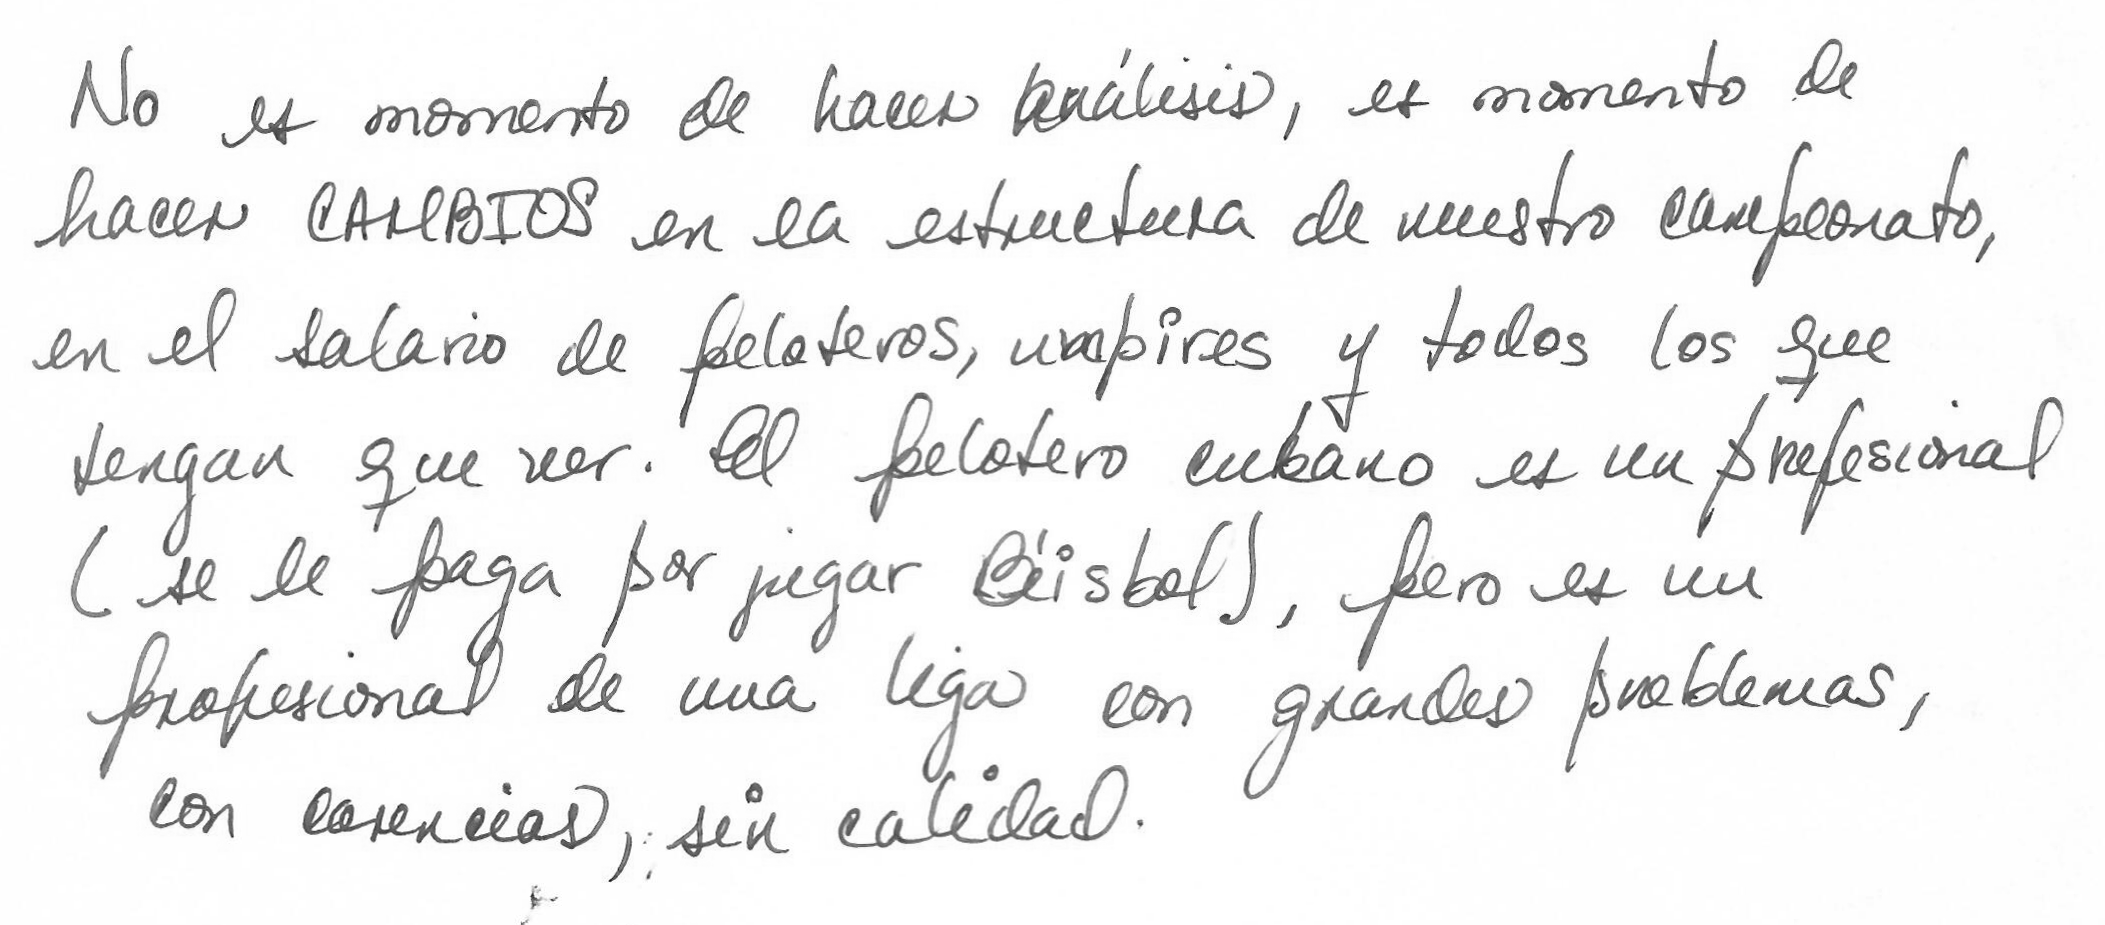 No es momento de hacer análisis, es momento de
hacer CAMBIOS en la estructura de nuestro campeonato,
en el salario de peloteros, umpires y todos los que
tengan que ver. El pelotero cubano es un profesional
(se le paga por jugar Béisbol), pero es un
profesional de una liga con grandes problemas,
con carencias, sin calidad.